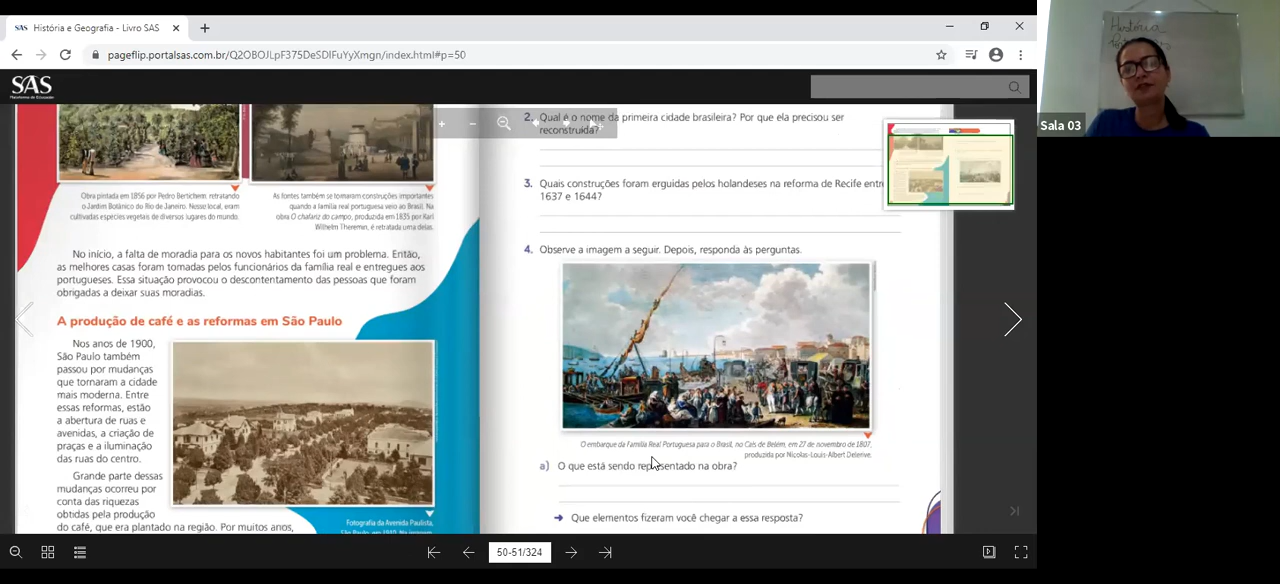 SAS História e Geografia - Livro SAS
pageflip.portalsas.com.br/Q2OBOJLpF375DeSDIFuYyXmgn/index.html#p=50
SAS
Plataforma de Educação
Obra pintada em 1856 por Pedro Bertichem, retratando
o Jardim Botânico do Rio de Janeiro. Nesse local, eram
cultivadas espécies vegetais de diversos lugares do mundo.
As fontes também se tornaram construções importantes
quando a família real portuguesa veio ao Brasil. Na
obra O chafariz do campo, produzida em 1835 por Karl
Wilhelm Theremin, é retratada uma delas.
No início, a falta de moradia para os novos habitantes foi um problema. Então,
as melhores casas foram tomadas pelos funcionários da família real e entregues aos
portugueses. Essa situação provocou o descontentamento das pessoas que foram
obrigadas a deixar suas moradias.
A produção de café e as reformas em São Paulo
Nos anos de 1900,
São Paulo também
passou por mudanças
que tornaram a cidade
mais moderna. Entre
essas reformas, estão
a abertura de ruas e
avenidas, a criação de
praças e a iluminação
das ruas do centro.
Grande parte dessas
mudanças ocorreu por
conta das riquezas
obtidas pela produção
do café, que era plantado na região. Por muitos anos,
Fotografia da Avenida Paulista,
São Paulo, em 1910. Na imagem
2. Qual é o nome da primeira cidade brasileira? Por que ela precisou ser
reconstruída?
3. Quais construções foram erguidas pelos holandeses na reforma de Recife entre
1637 e 1644?
4. Observe a imagem a seguir. Depois, responda às perguntas.
O embarque da Família Real Portuguesa para o Brasil, no Cais de Belém, em 27 de novembro de 1807,
produzida por Nicolas-Louis-Albert Delerive.
a) O que está sendo representado na obra?
➔ Que elementos fizeram você chegar a essa resposta?
50-51/324
História
Sala 03